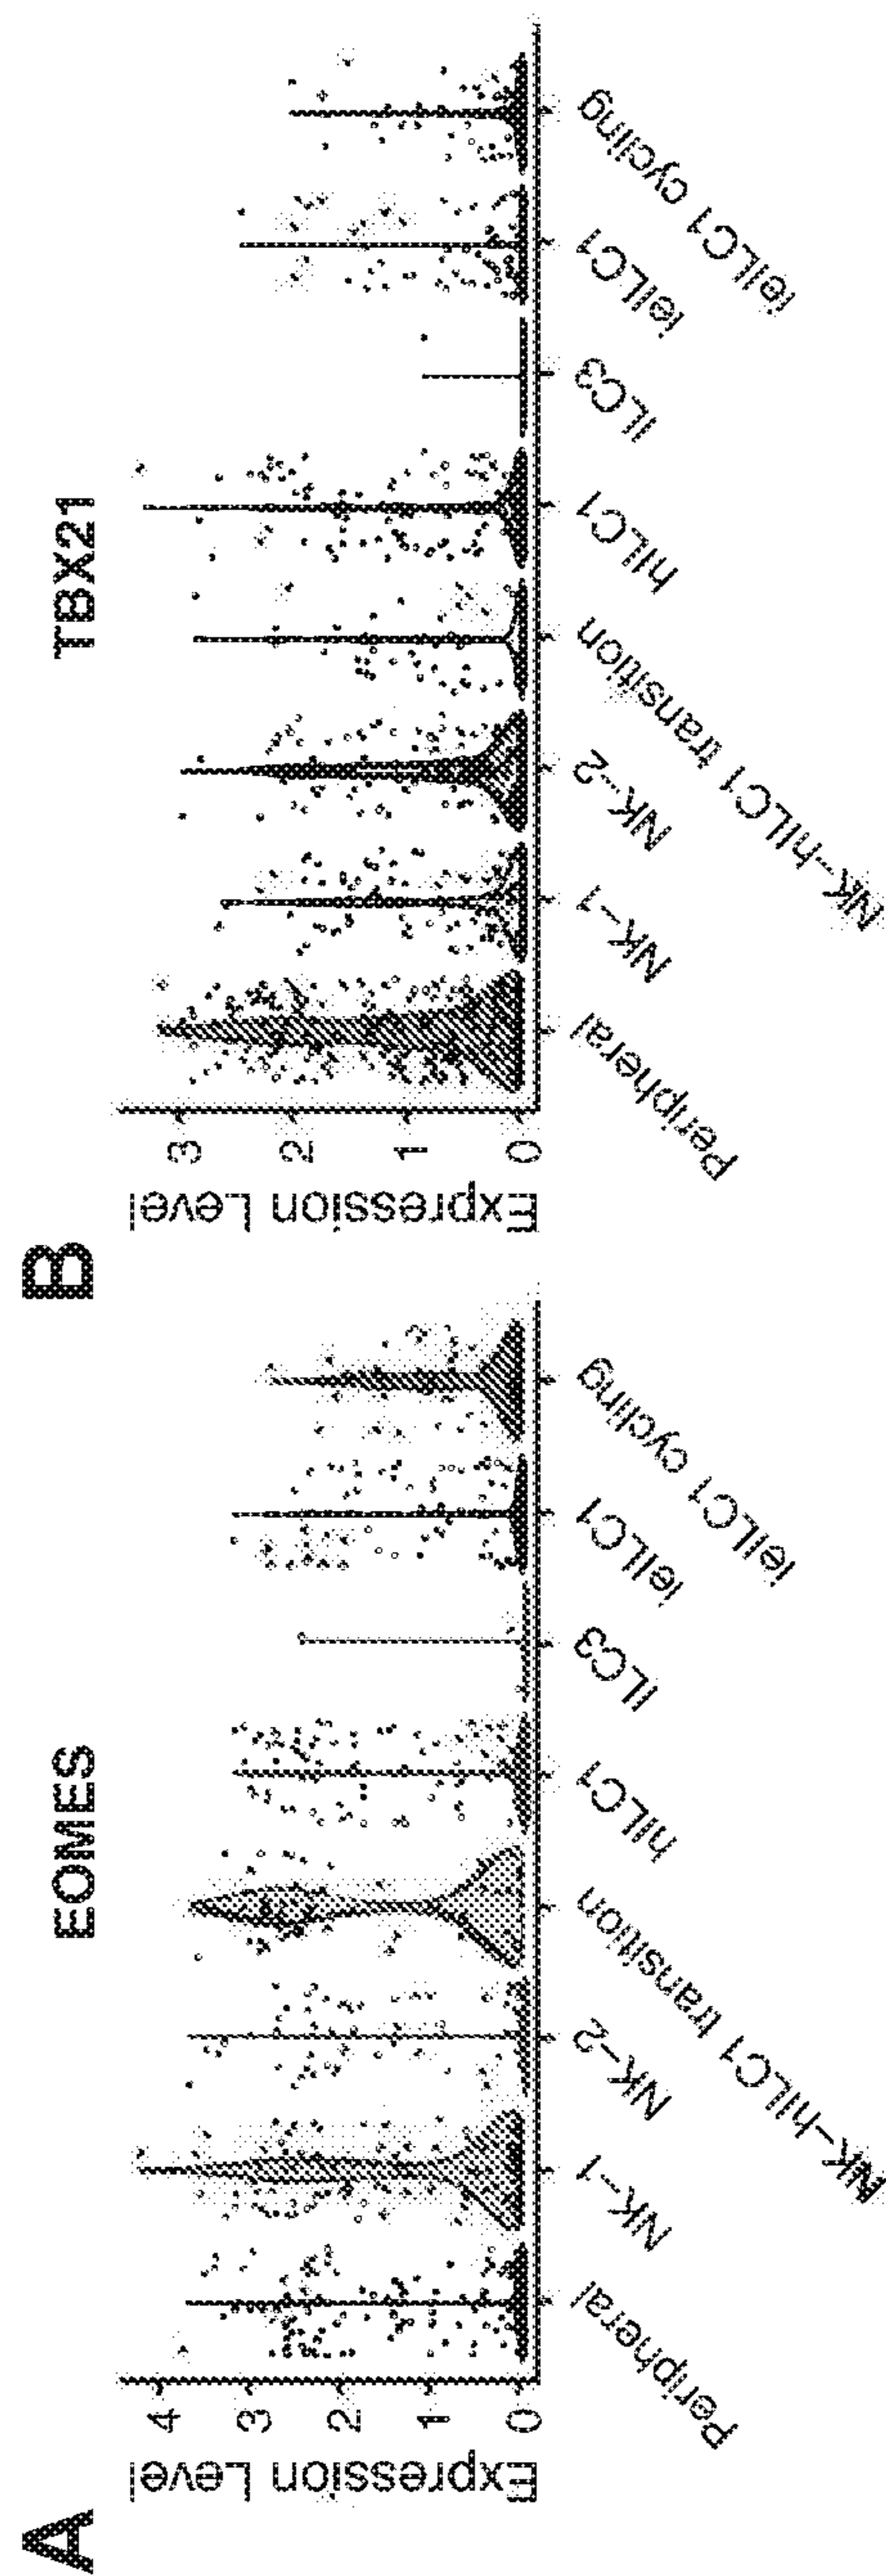 A
EOMES
Expression Level
4
3
2
1
0
Peripheral
NK-1
NK-2
NK-hILC1 transition
hILC1
ILC3
ieILC1
ieILC1 cycling
B
TBX21
Expression Level
3
2
1
0
Peripheral
NK-1
NK-2
NK-hILC1 transition
hILC1
ILC3
ieILC1
ieILC1 cycling